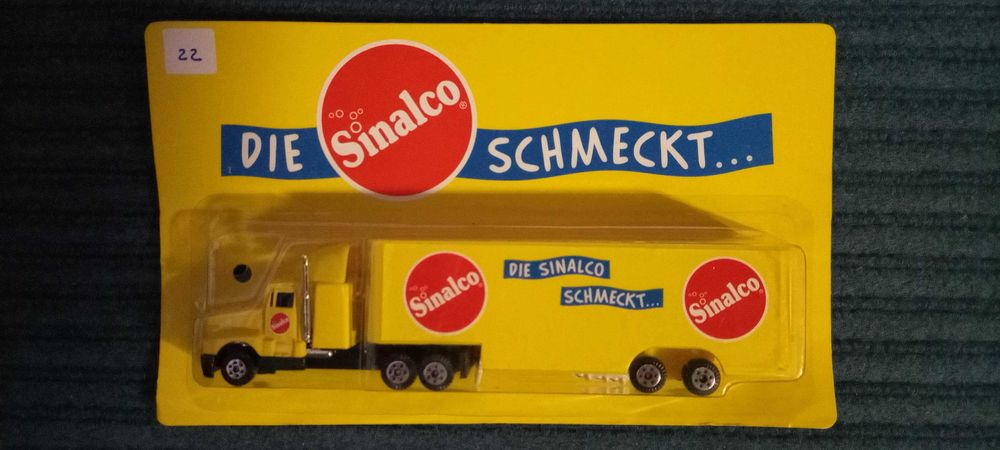 22
DIE Sinalco® SCHMECKT...
Sinalco
DIE SINALCO
SCHMECKT...
Sinalco